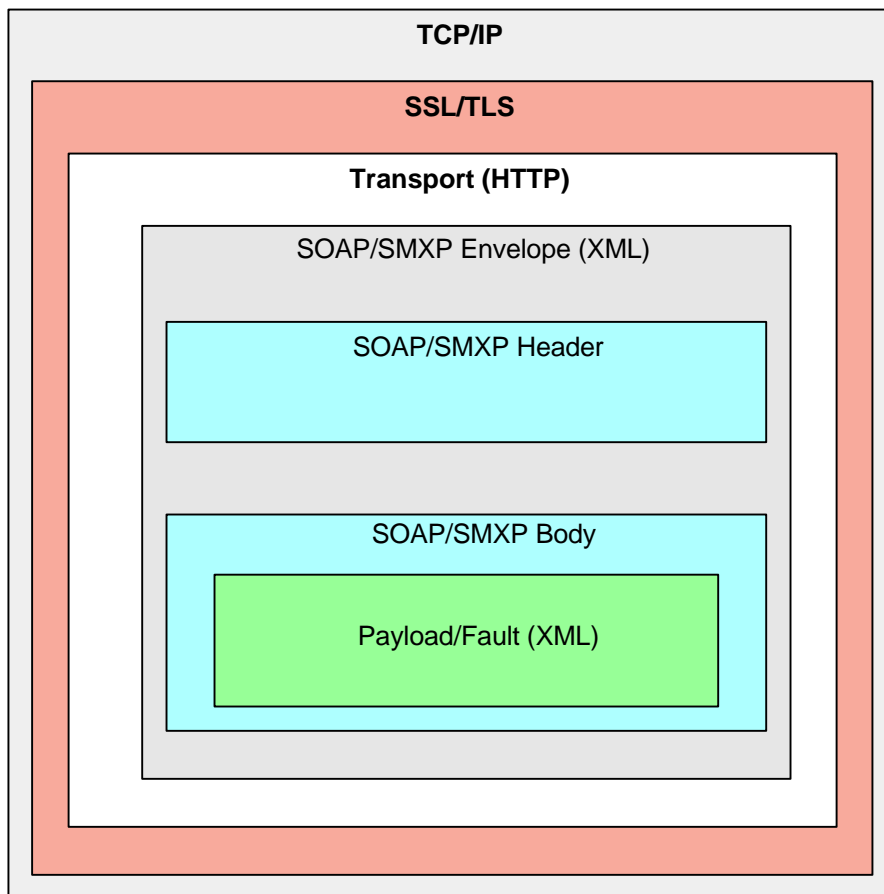 TCP/IP
SSL/TLS
Transport (HTTP)
SOAP/SMXP Envelope (XML)
SOAP/SMXP Header
SOAP/SMXP Body
Payload/Fault (XML)